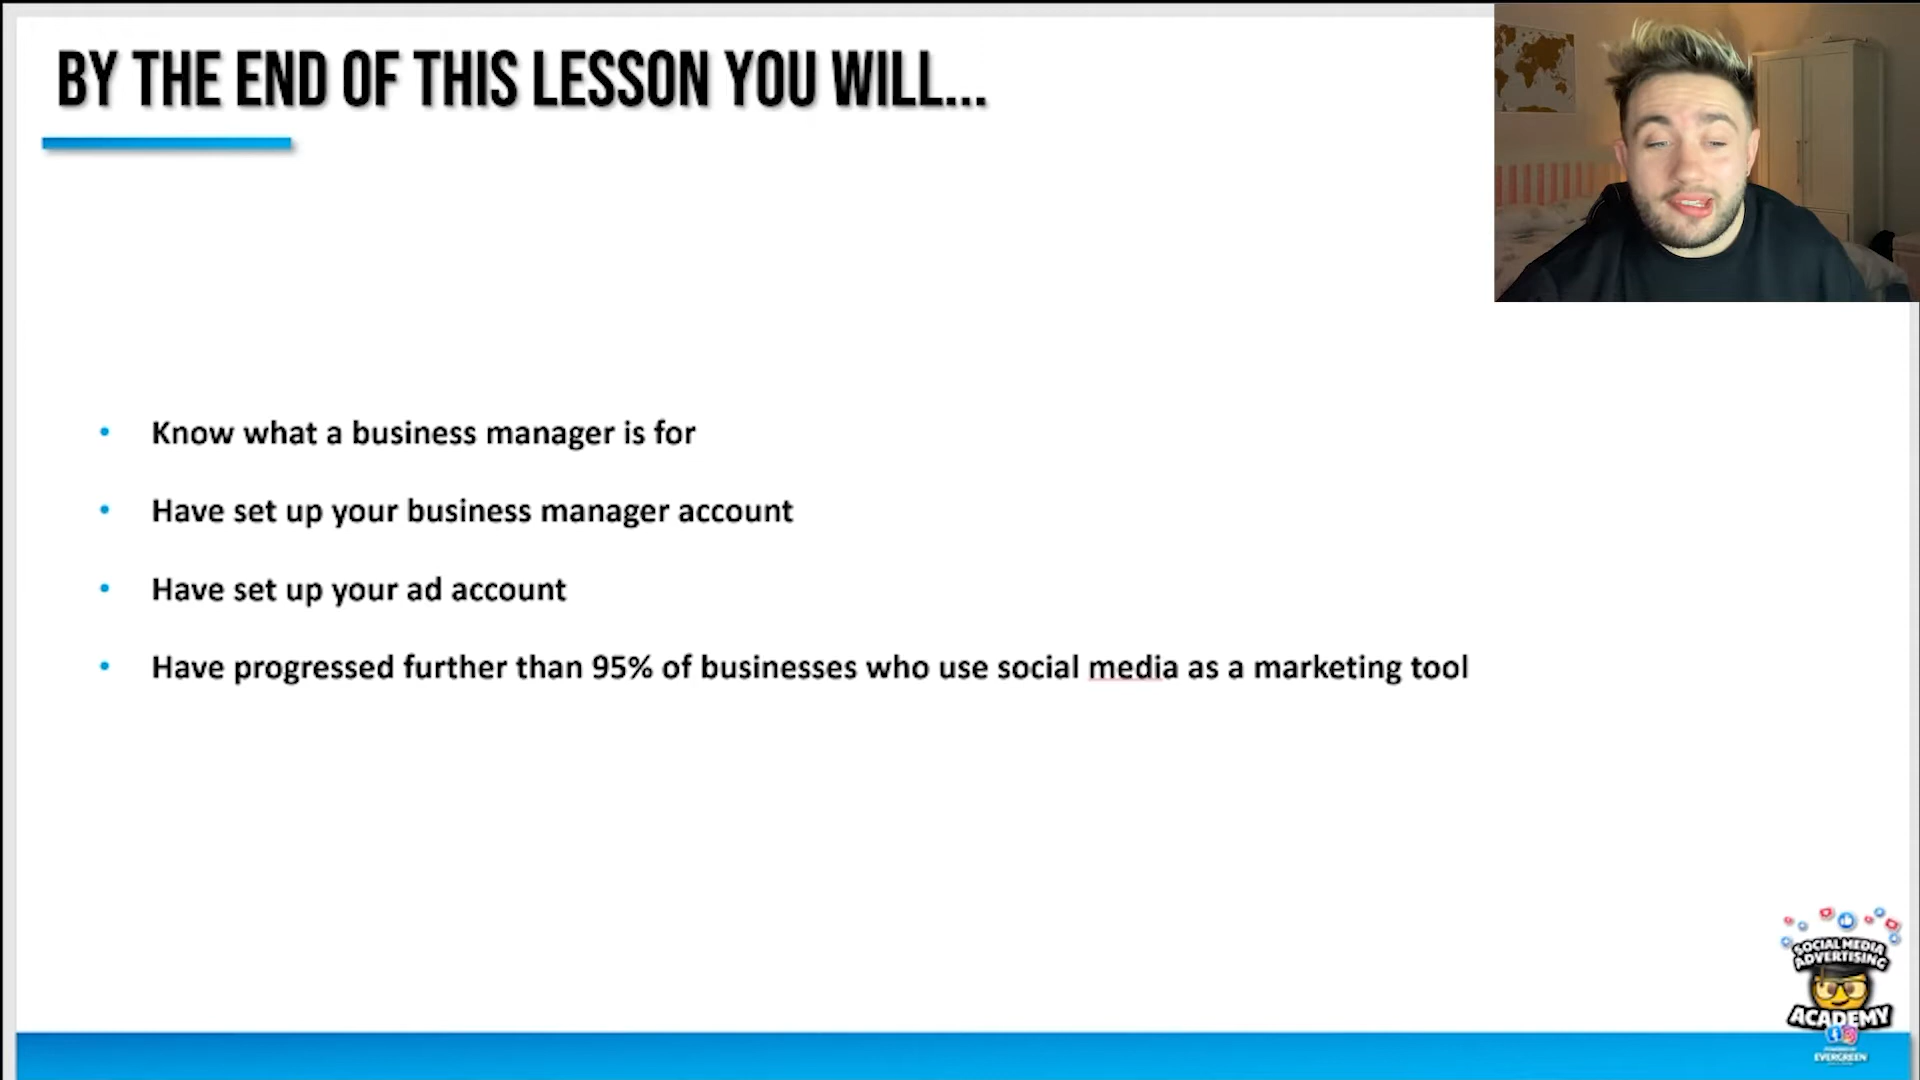 BY THE END OF THIS LESSON YOU WILL...
Know what a business manager is for
Have set up your business manager account
Have set up your ad account
Have progressed further than 95% of businesses who use social media as a marketing tool
SOCIAL MEDIA
ADVERTISING
ACADEMY
EVERGREEN